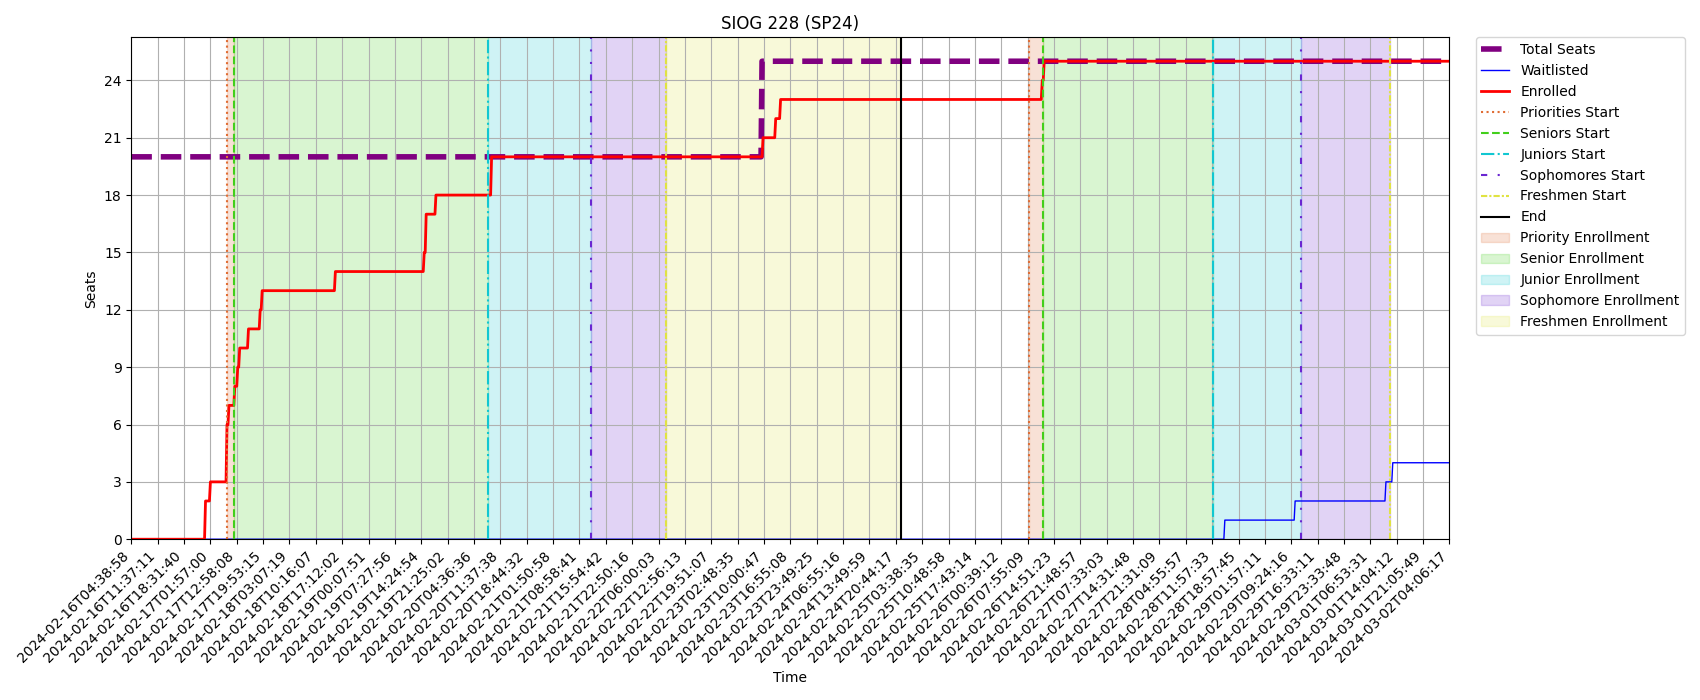 SIOG 228 (SP24)
Seats
24
21
18
15
12
9
6
3
0
2024-02-16T04:38:58
2024-02-16T11:37:11
2024-02-16T18:31:40
2024-02-17T01:57:00
2024-02-17T12:58:08
2024-02-17T19:53:15
2024-02-18T03:07:19
2024-02-18T10:16:07
2024-02-18T17:12:02
2024-02-19T00:07:51
2024-02-19T07:27:56
2024-02-19T14:24:54
2024-02-19T21:25:02
2024-02-20T04:36:36
2024-02-20T11:37:38
2024-02-20T18:44:32
2024-02-21T01:50:58
2024-02-21T08:58:41
2024-02-21T15:54:42
2024-02-21T22:50:16
2024-02-22T06:00:03
2024-02-22T12:56:13
2024-02-22T19:51:07
2024-02-23T02:48:35
2024-02-23T10:00:47
2024-02-23T16:55:08
2024-02-23T23:49:25
2024-02-24T06:55:16
2024-02-24T13:49:59
2024-02-24T20:44:17
2024-02-25T03:38:35
2024-02-25T10:48:58
2024-02-25T17:43:14
2024-02-26T00:39:12
2024-02-26T07:55:09
2024-02-26T14:51:23
2024-02-26T21:48:57
2024-02-27T07:33:03
2024-02-27T14:31:48
2024-02-27T21:31:09
2024-02-28T04:55:57
2024-02-28T11:57:33
2024-02-28T18:57:45
2024-02-29T01:57:11
2024-02-29T09:24:16
2024-02-29T16:33:11
2024-02-29T23:33:48
2024-03-01T06:53:31
2024-03-01T14:04:12
2024-03-01T21:05:49
2024-03-02T04:06:17
Time
Total Seats
Waitlisted
Enrolled
Priorities Start
Seniors Start
Juniors Start
Sophomores Start
Freshmen Start
End
Priority Enrollment
Senior Enrollment
Junior Enrollment
Sophomore Enrollment
Freshmen Enrollment